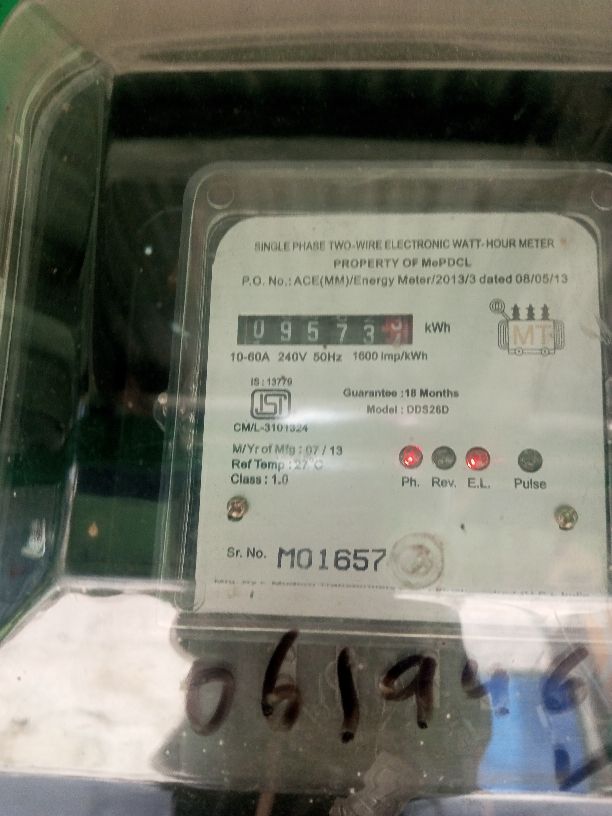 SINGLE PHASE TWO-WIRE ELECTRONIC WATT-HOUR METER
PROPERTY OF MePDCL
P.O. No.: ACE(MM)/Energy Meter/2013/3 dated 08/05/13
09573 kWh
MT
10-60A 240V 50Hz 1600 imp/kWh
IS : 13779
Guarantee : 18 Months
Model : DDS26D
CM/L-3101324
M/Yr of Mfg : 07 / 13
Ref Temp : 27°C
Class : 1.0
Ph. Rev. E.L. Pulse
Sr. No. M01657
061946